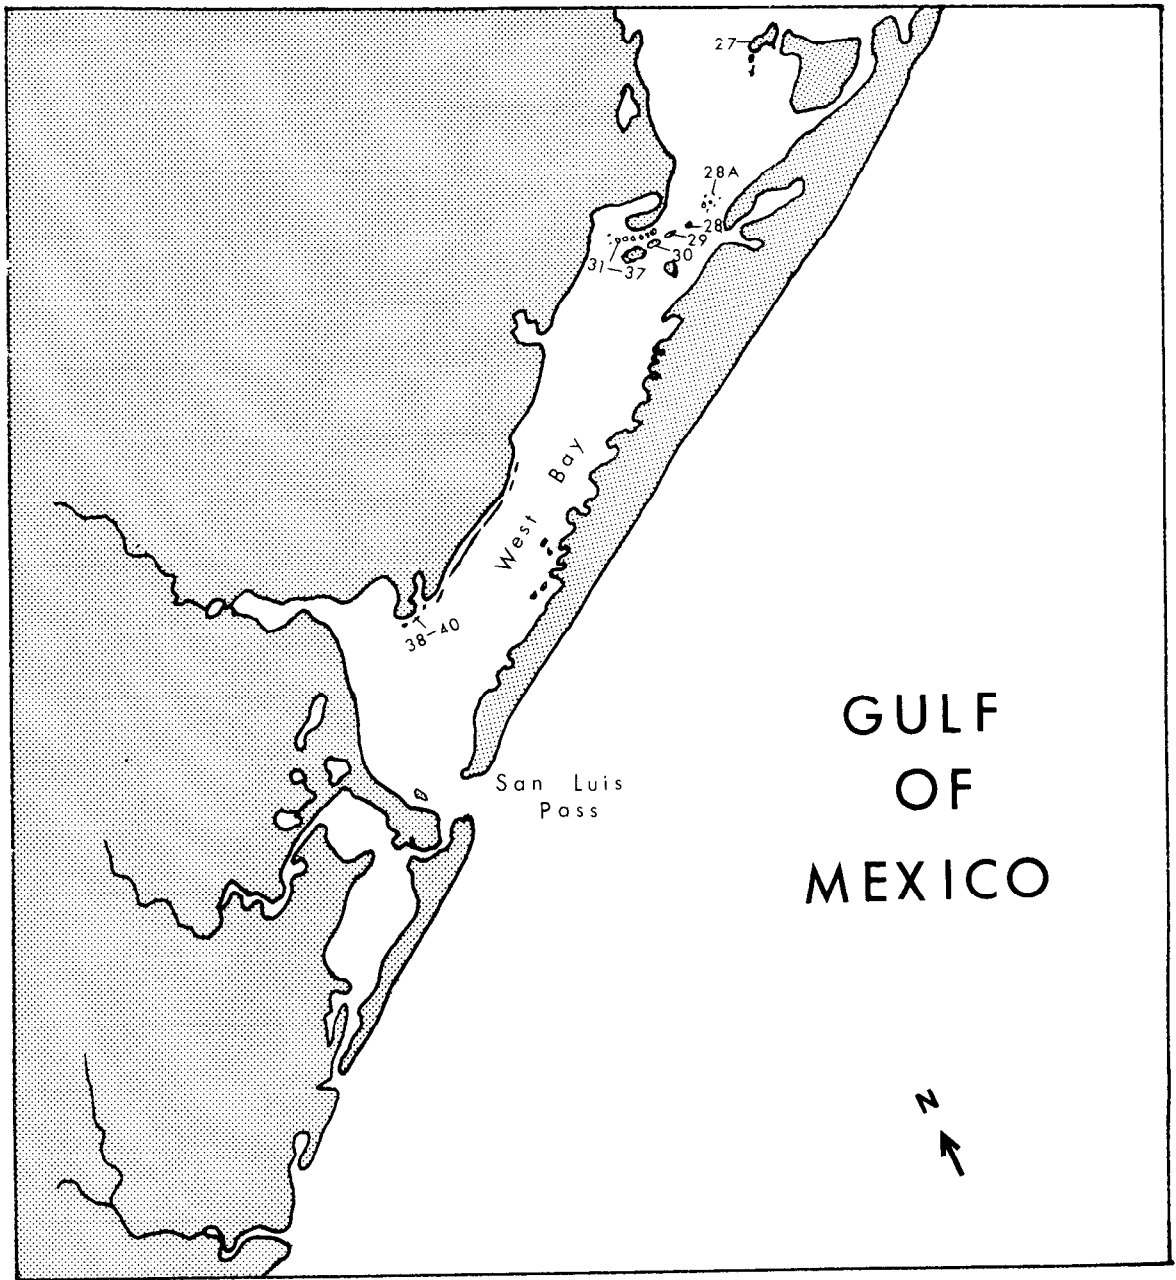 27
28A
28
29
30
31-37
West Bay
38-40
San Luis
Pass
GULF
OF
MEXICO
N